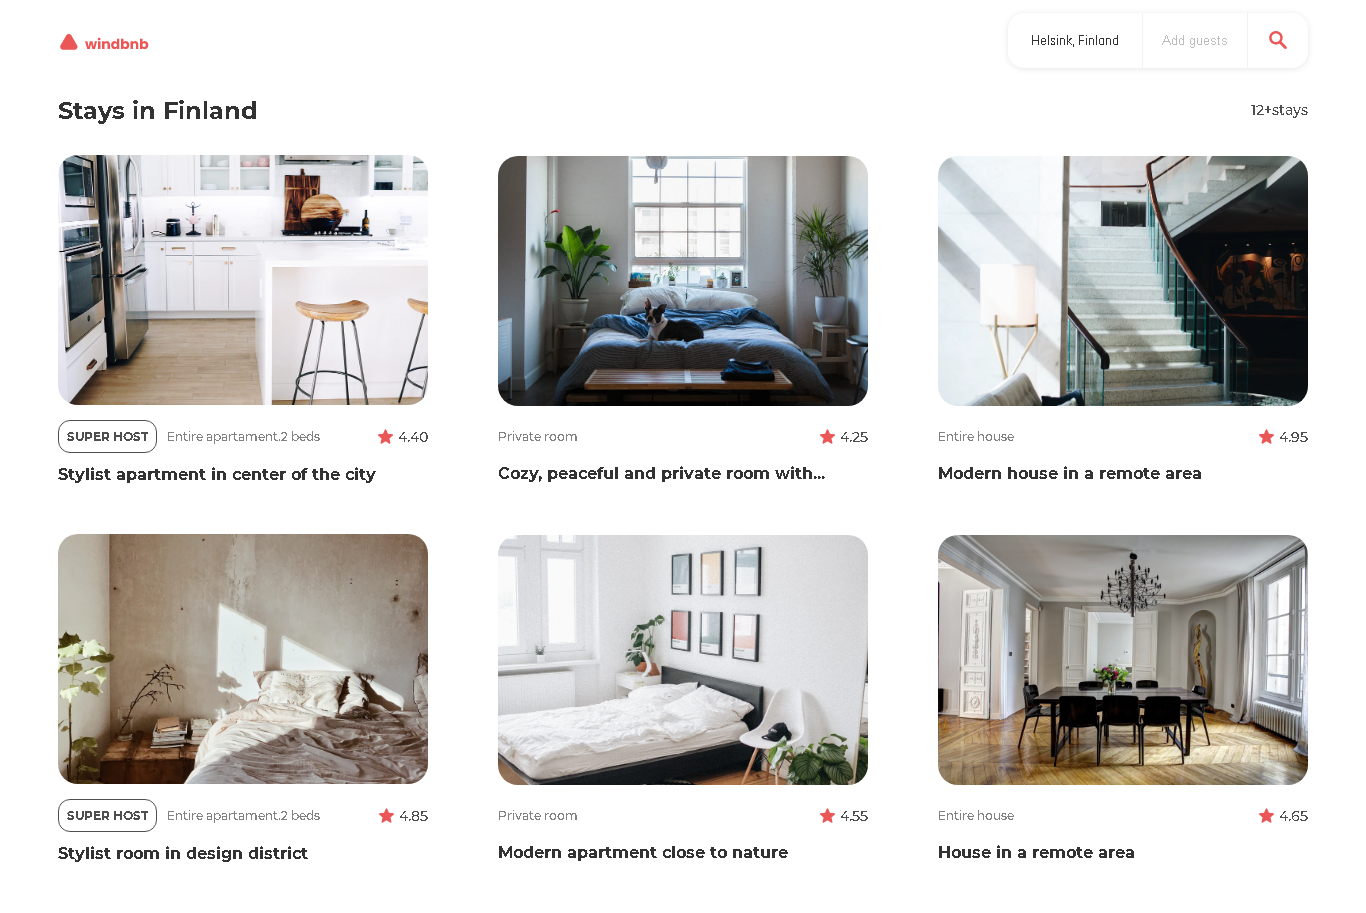 windbnb
Helsink, Finland
Add guests
Stays in Finland
12+stays
SUPER HOST
Entire apartament.2 beds
4.40
Stylist apartment in center of the city
Private room
4.25
Cozy, peaceful and private room with...
Entire house
4.95
Modern house in a remote area
SUPER HOST
Entire apartament.2 beds
4.85
Stylist room in design district
Private room
4.55
Modern apartment close to nature
Entire house
4.65
House in a remote area